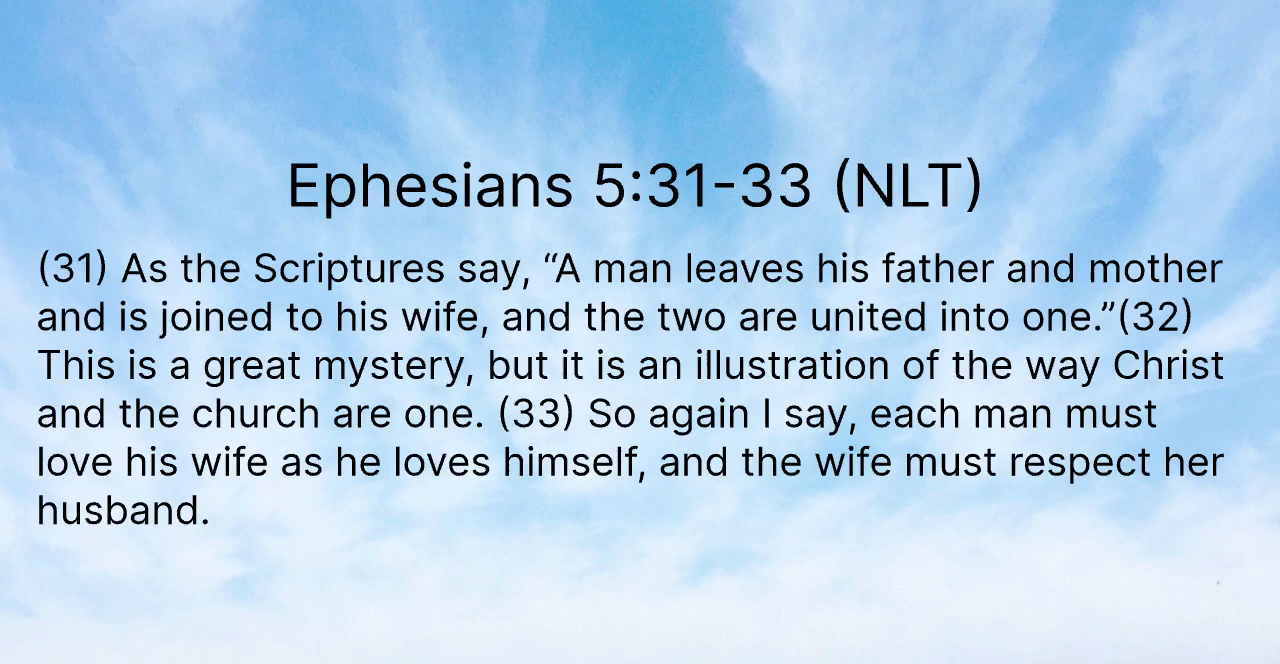 Ephesians 5:31-33 (NLT)
(31) As the Scriptures say, “A man leaves his father and mother
and is joined to his wife, and the two are united into one.”(32)
This is a great mystery, but it is an illustration of the way Christ
and the church are one. (33) So again I say, each man must
love his wife as he loves himself, and the wife must respect her
husband.